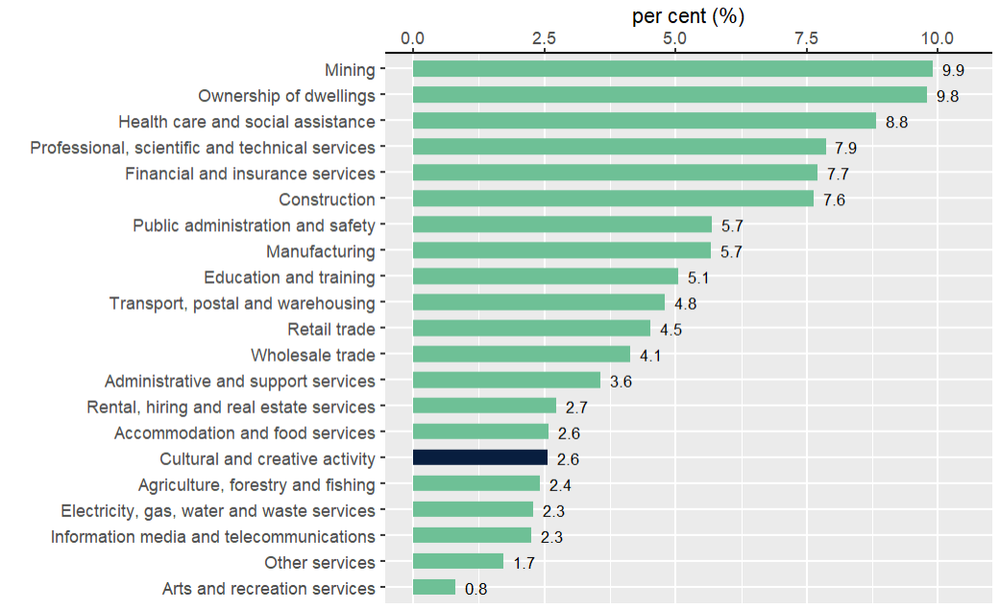 per cent (%)
0.0 2.5 5.0 7.5 10.0
Mining 9.9
Ownership of dwellings 9.8
Health care and social assistance 8.8
Professional, scientific and technical services 7.9
Financial and insurance services 7.7
Construction 7.6
Public administration and safety 5.7
Manufacturing 5.7
Education and training 5.1
Transport, postal and warehousing 4.8
Retail trade 4.5
Wholesale trade 4.1
Administrative and support services 3.6
Rental, hiring and real estate services 2.7
Accommodation and food services 2.6
Cultural and creative activity 2.6
Agriculture, forestry and fishing 2.4
Electricity, gas, water and waste services 2.3
Information media and telecommunications 2.3
Other services 1.7
Arts and recreation services 0.8